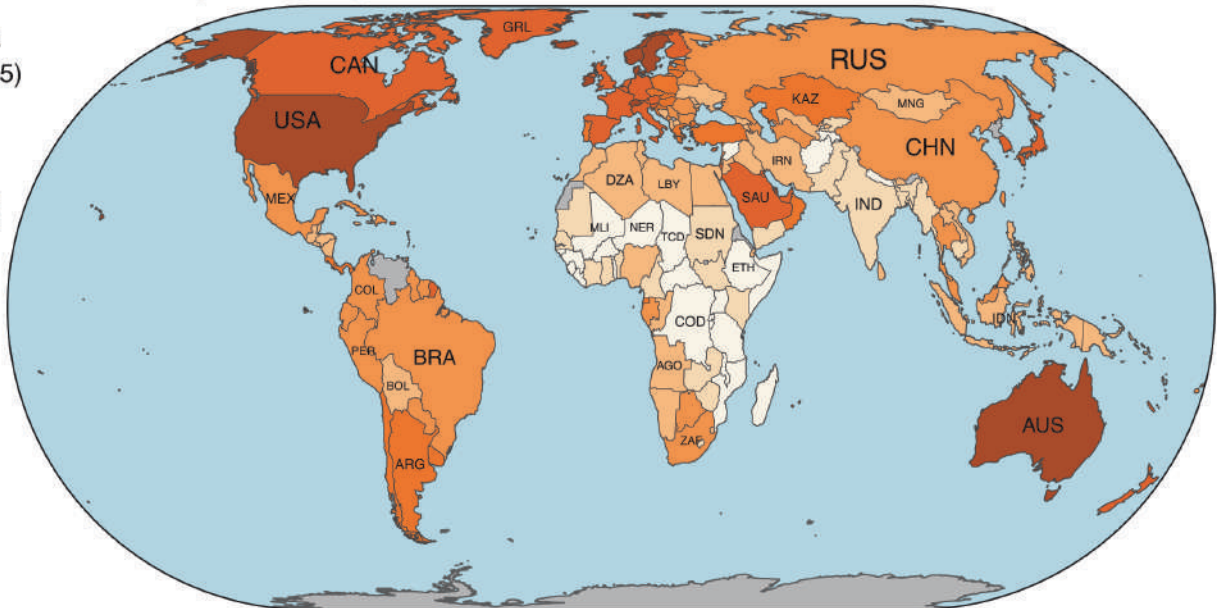 GRL
5)
CAN
RUS
KAZ
MNG
USA
CHN
IRN
DZA
LBY
SAU
MEX
IND
MLI
NER
TCD
SDN
ETH
COL
IDN
COD
PER
BRA
AGO
BOL
AUS
ZAF
ARG